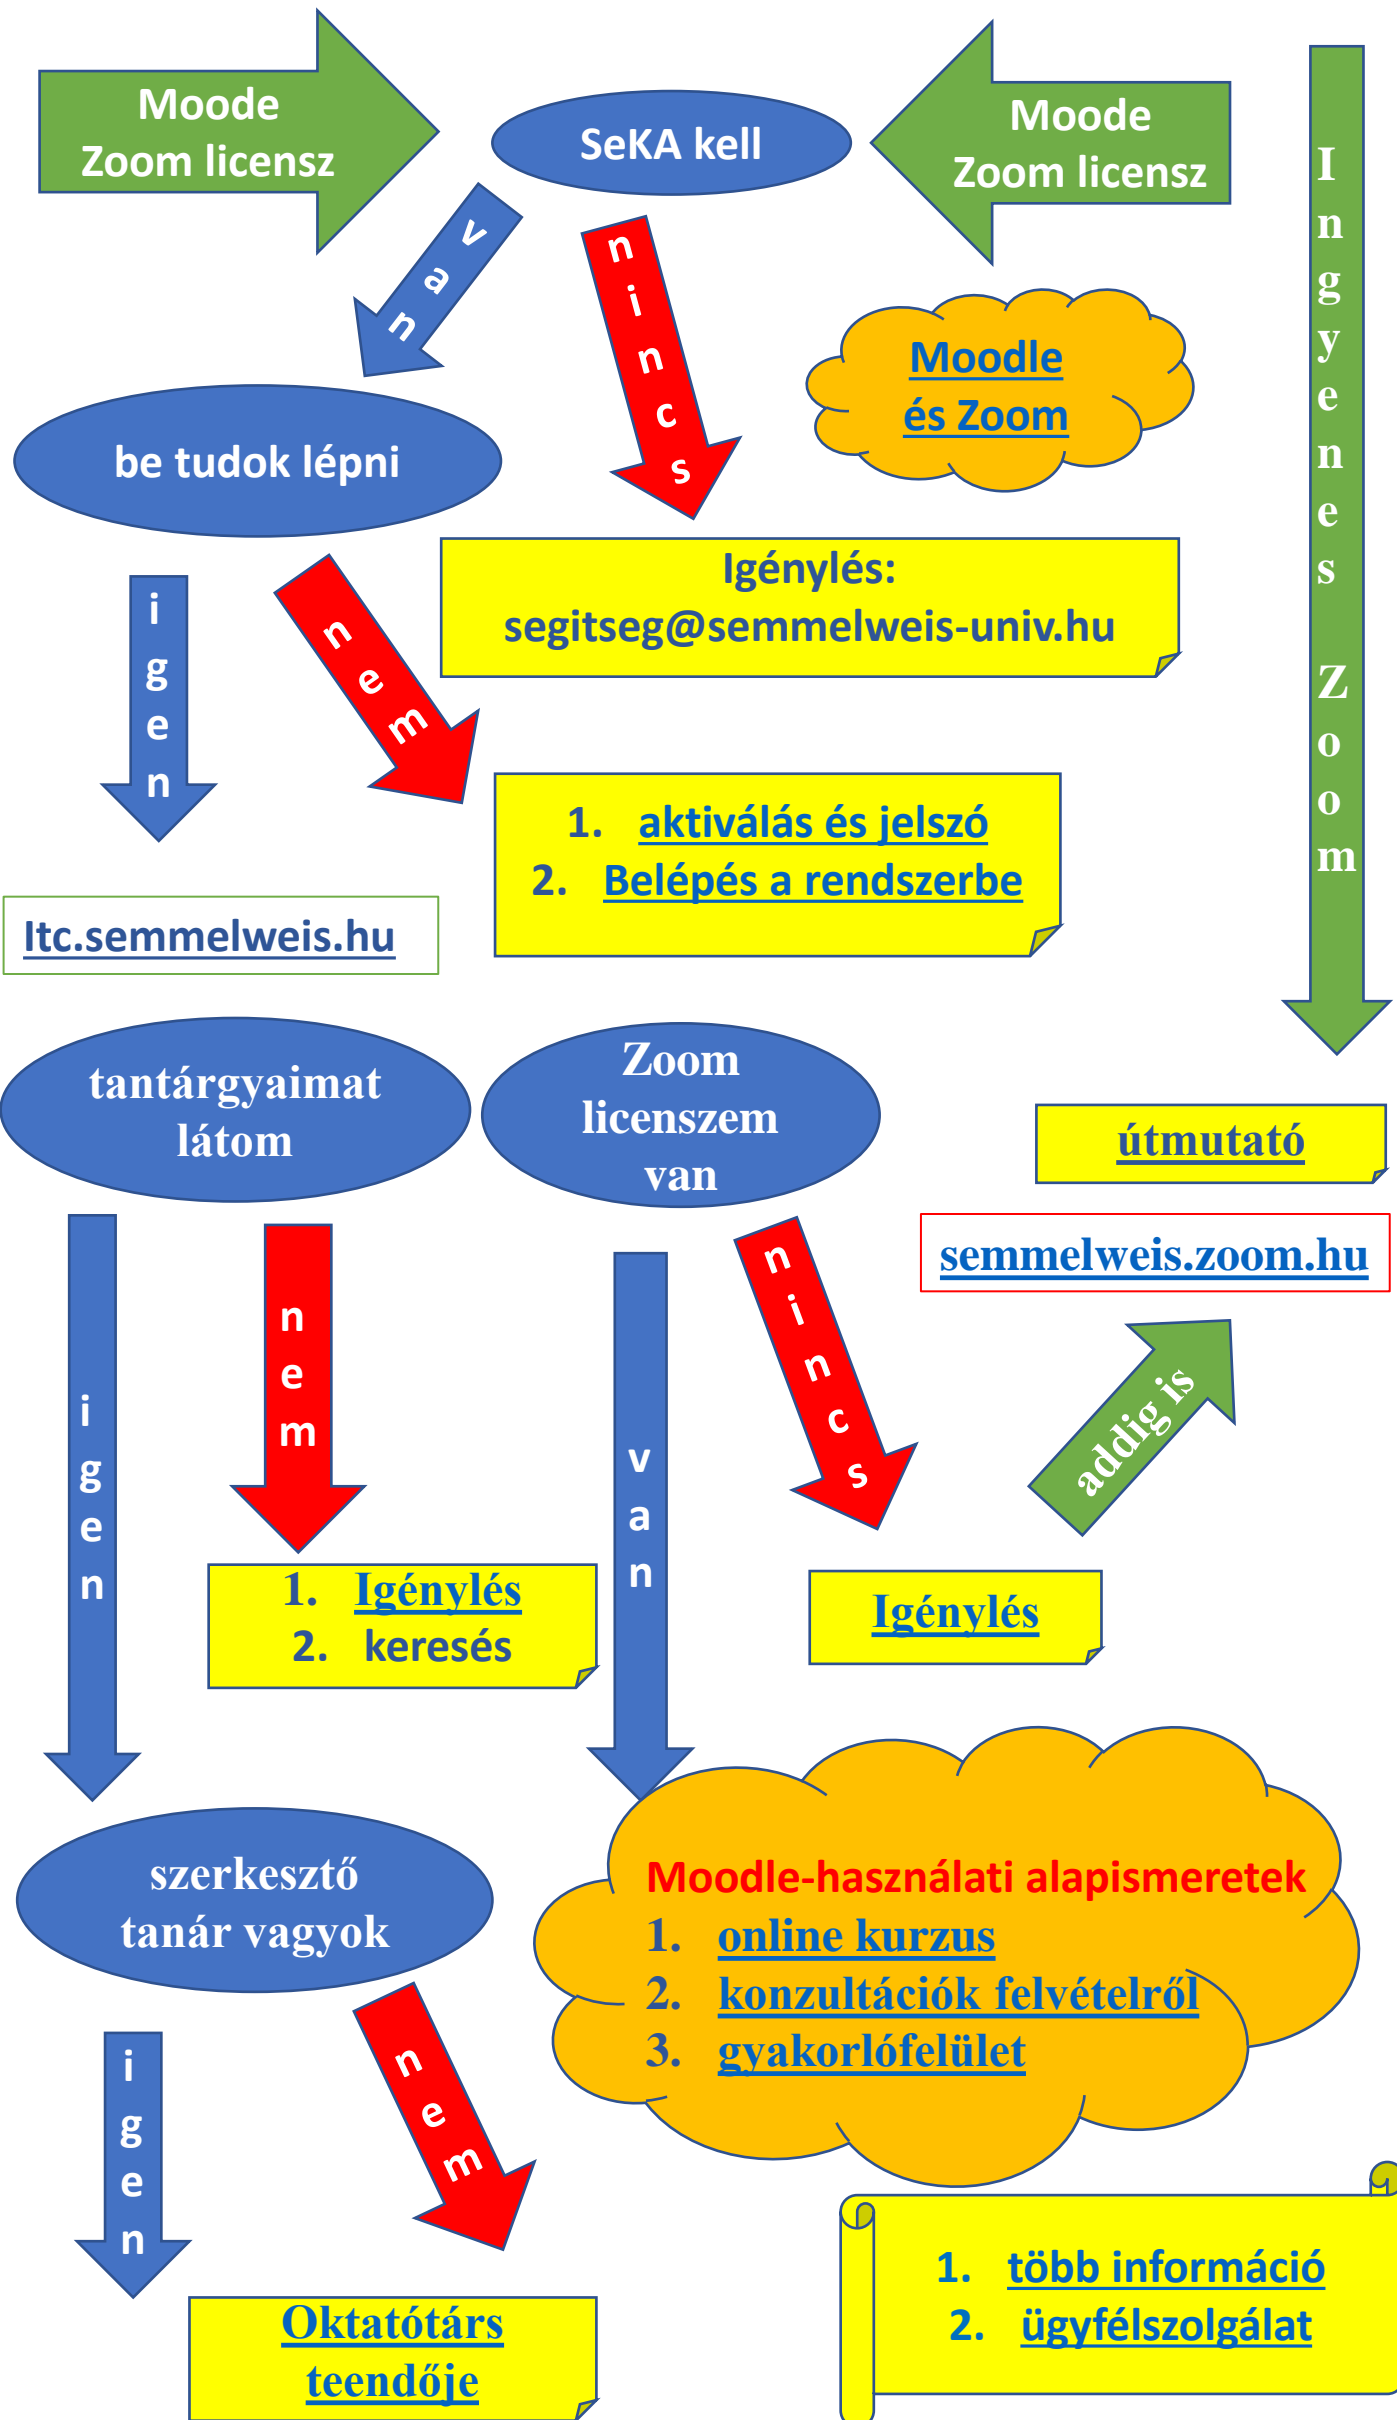 Moode
Zoom licensz
SeKA kell
Moode
Zoom licensz
Ingyenes Zoom
van
nincs
Moodle
és Zoom
be tudok lépni
Igénylés:
segitseg@semmelweis-univ.hu
igen
nem
1. aktiválás és jelszó
2. Belépés a rendszerbe
Itc.semmelweis.hu
tantárgyaimat
látom
Zoom
licenszem
van
útmutató
semmelweis.zoom.hu
igen
nem
van
nincs
addig is
1. Igénylés
2. keresés
Igénylés
szerkesztő
tanár vagyok
Moodle-használati alapismeretek
1. online kurzus
2. konzultációk felvételről
3. gyakorlófelület
igen
nem
Oktatótárs
teendője
1. több információ
2. ügyfélszolgálat